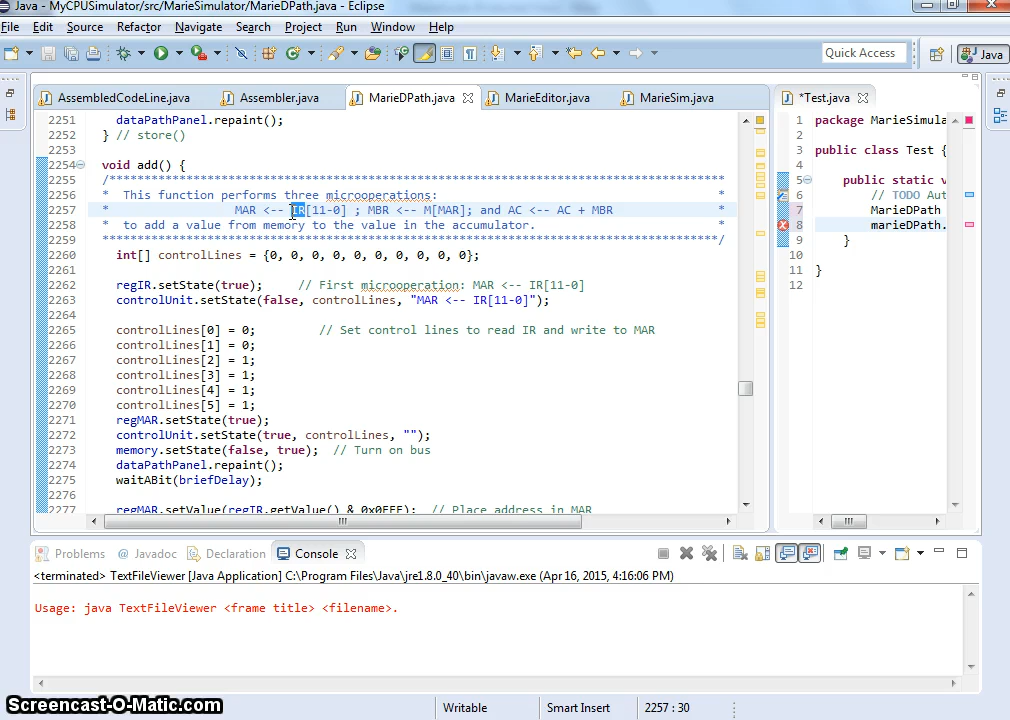 Java - MyCPUSimulator/src/MarieSimulator/MarieDPath.java - Eclipse
File Edit Source Refactor Navigate Search Project Run Window Help
Quick Access
Java
AssembledCodeLine.java
Assembler.java
MarieDPath.java
MarieEditor.java
MarieSim.java
2251 dataPathPanel.repaint();
2252 } // store()
2253
2254 void add() {
2255 /****************************************************************************************
2256 * This function performs three microoperations: *
2257 * MAR <-- IR[11-0] ; MBR <-- M[MAR]; and AC <-- AC + MBR *
2258 * to add a value from memory to the value in the accumulator. *
2259 ****************************************************************************************/
2260 int[] controlLines = {0, 0, 0, 0, 0, 0, 0, 0, 0, 0};
2261
2262 regIR.setState(true); // First microoperation: MAR <-- IR[11-0]
2263 controlUnit.setState(false, controlLines, "MAR <-- IR[11-0]");
2264
2265 controlLines[0] = 0; // Set control lines to read IR and write to MAR
2266 controlLines[1] = 0;
2267 controlLines[2] = 1;
2268 controlLines[3] = 1;
2269 controlLines[4] = 1;
2270 controlLines[5] = 1;
2271 regMAR.setState(true);
2272 controlUnit.setState(true, controlLines, "");
2273 memory.setState(false, true); // Turn on bus
2274 dataPathPanel.repaint();
2275 waitABit(briefDelay);
2276
2277 regMAR.setValue(regIR.getValue() & 0x0FFF); // Place address in MAR
*Test.java
1 package MarieSimula
2
3 public class Test {
4
5 public static v
6 // TODO Aut
7 MarieDPath
8 marieDPath.
9 }
10
11 }
12
Problems
@ Javadoc
Declaration
Console
<terminated> TextFileViewer [Java Application] C:\Program Files\Java\jre1.8.0_40\bin\javaw.exe (Apr 16, 2015, 4:16:06 PM)
Usage: java TextFileViewer <frame title> <filename>.
Writable
Smart Insert
2257 : 30
Screencast-O-Matic.com